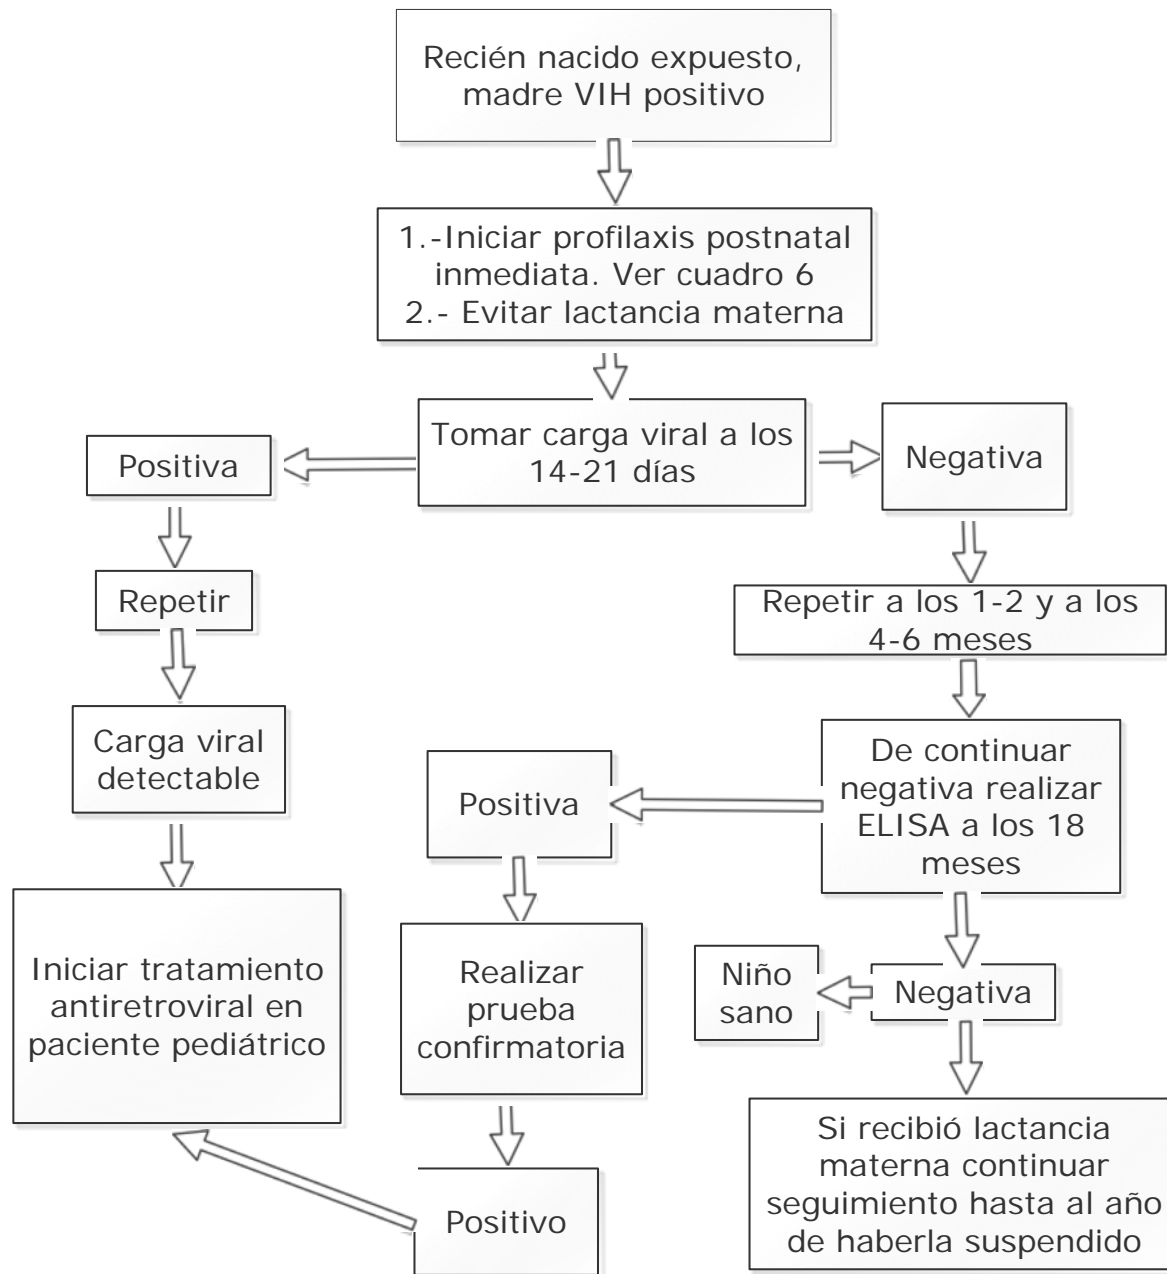 Recién nacido expuesto,
madre VIH positivo
1.-Iniciar profilaxis postnatal
inmediata. Ver cuadro 6
2.- Evitar lactancia materna
Tomar carga viral a los
14-21 días
Positiva
Negativa
Repetir
Repetir a los 1-2 y a los
4-6 meses
Carga viral
detectable
De continuar
negativa realizar
ELISA a los 18
meses
Positiva
Iniciar tratamiento
antiretroviral en
paciente pediátrico
Realizar
prueba
confirmatoria
Niño
sano
Negativa
Positivo
Si recibió lactancia
materna continuar
seguimiento hasta al año
de haberla suspendido